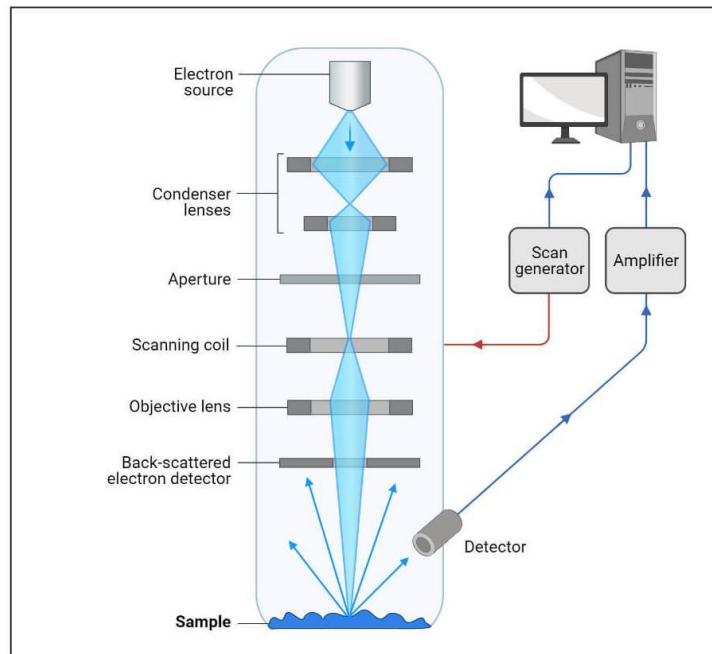 Electron
source
Condenser
lenses
Aperture
Scanning coil
Objective lens
Back-scattered
electron detector
Sample
Scan
generator
Amplifier
Detector